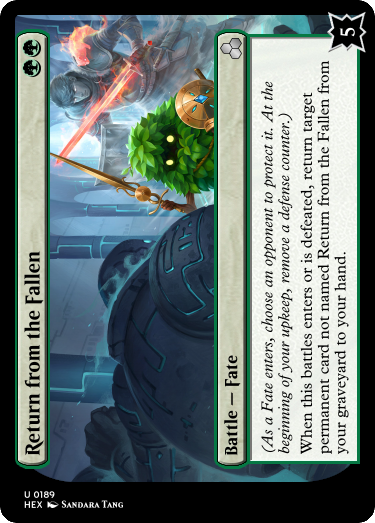 Return from the Fallen
Battle — Fate
(As a Fate enters, choose an opponent to protect it. At the
beginning of your upkeep, remove a defense counter.)
When this battles enters or is defeated, return target
permanent card not named Return from the Fallen from
your graveyard to your hand.
5
U 0189
HEX SANDARA TANG